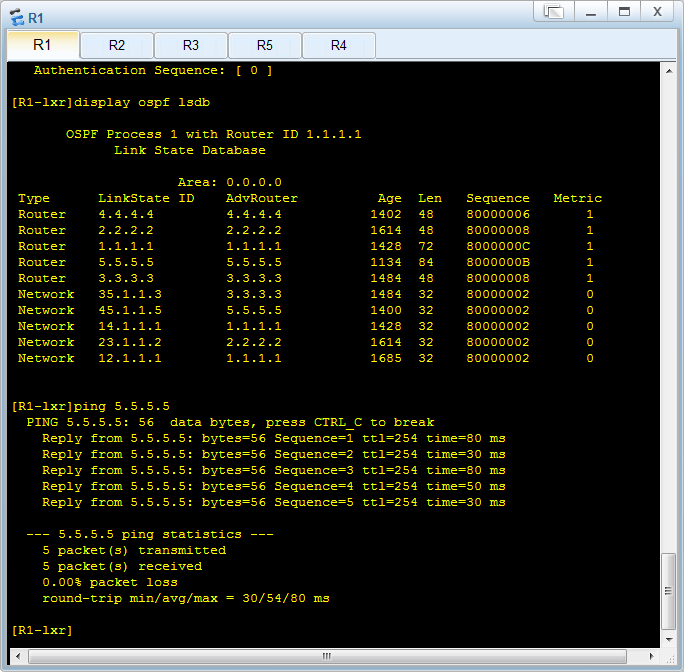 R1
X
R1 R2 R3 R5 R4
Authentication Sequence: [ 0 ]
[R1-lxr]display ospf lsdb
OSPF Process 1 with Router ID 1.1.1.1
Link State Database
Area: 0.0.0.0
Type LinkState ID AdvRouter Age Len Sequence Metric
Router 4.4.4.4 4.4.4.4 1402 48 80000006 1
Router 2.2.2.2 2.2.2.2 1614 48 80000008 1
Router 1.1.1.1 1.1.1.1 1428 72 8000000C 1
Router 5.5.5.5 5.5.5.5 1134 84 8000000B 1
Router 3.3.3.3 3.3.3.3 1484 48 80000008 1
Network 35.1.1.3 3.3.3.3 1484 32 80000002 0
Network 45.1.1.5 5.5.5.5 1400 32 80000002 0
Network 14.1.1.1 1.1.1.1 1428 32 80000002 0
Network 23.1.1.2 2.2.2.2 1614 32 80000002 0
Network 12.1.1.1 1.1.1.1 1685 32 80000002 0
[R1-lxr]ping 5.5.5.5
PING 5.5.5.5: 56  data bytes, press CTRL_C to break
Reply from 5.5.5.5: bytes=56 Sequence=1 ttl=254 time=80 ms
Reply from 5.5.5.5: bytes=56 Sequence=2 ttl=254 time=30 ms
Reply from 5.5.5.5: bytes=56 Sequence=3 ttl=254 time=80 ms
Reply from 5.5.5.5: bytes=56 Sequence=4 ttl=254 time=50 ms
Reply from 5.5.5.5: bytes=56 Sequence=5 ttl=254 time=30 ms
--- 5.5.5.5 ping statistics ---
5 packet(s) transmitted
5 packet(s) received
0.00% packet loss
round-trip min/avg/max = 30/54/80 ms
[R1-lxr]